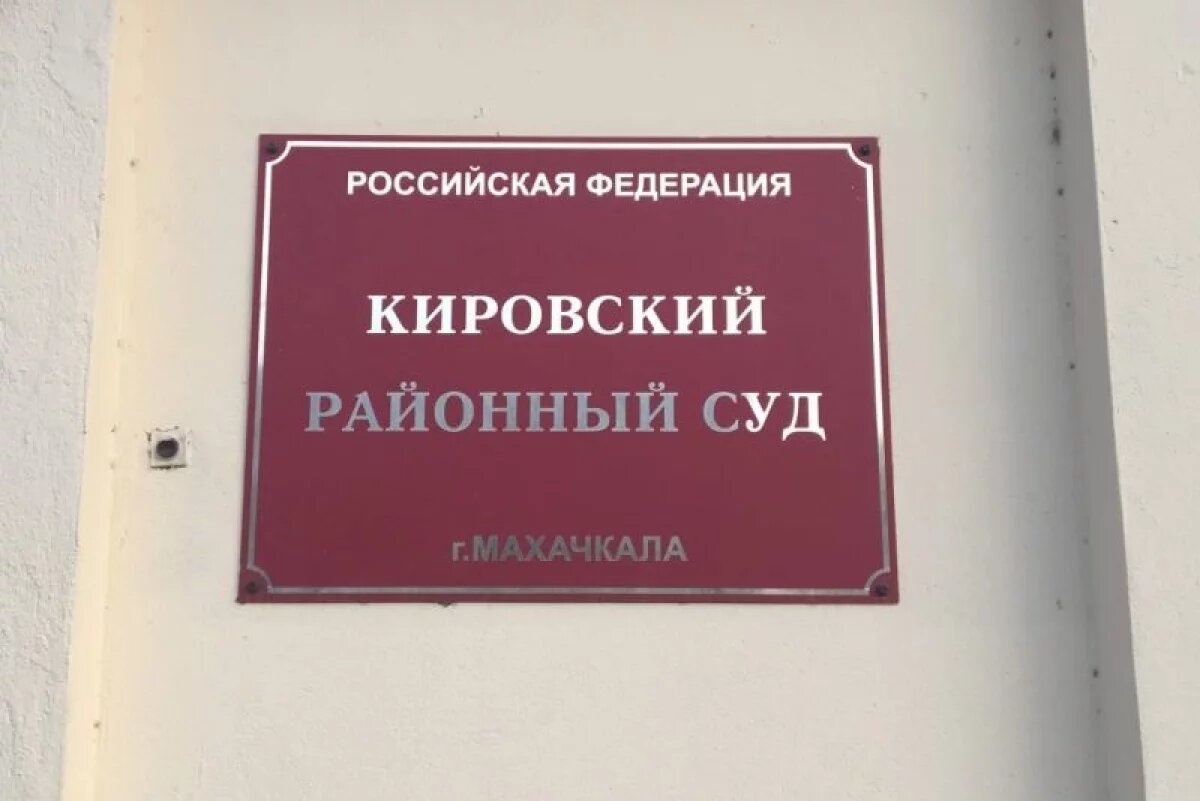 РОССИЙСКАЯ ФЕДЕРАЦИЯ
КИРОВСКИЙ
РАЙОННЫЙ СУД
г.МАХАЧКАЛА